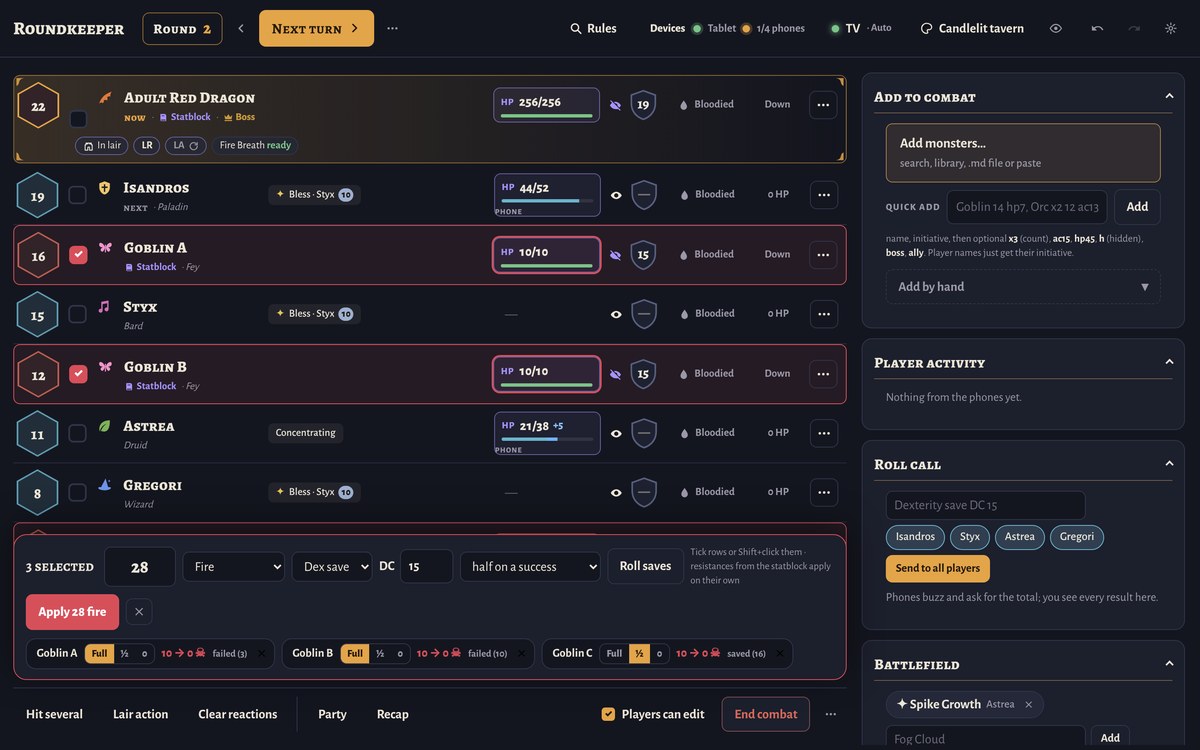 Roundkeeper
Round 2
Next turn
Rules
Devices Tablet 1/4 phones
TV · Auto
Candlelit tavern
22
Adult Red Dragon
NOW · Statblock · Boss
HP 256/256
19
Bloodied
Down
In lair
LR
LA
Fire Breath ready
19
Isandros
NEXT · Paladin
Bless · Styx 10
HP 44/52
PHONE
Bloodied
0 HP
16
Goblin A
Statblock · Fey
HP 10/10
15
Bloodied
Down
15
Styx
Bard
Bless · Styx 10
Bloodied
0 HP
12
Goblin B
Statblock · Fey
HP 10/10
15
Bloodied
Down
11
Astrea
Druid
Concentrating
HP 21/38 +5
PHONE
Bloodied
0 HP
8
Gregori
Wizard
Bless · Styx 10
Bloodied
0 HP
3 SELECTED
28
Fire
Dex save
DC 15
half on a success
Roll saves
Tick rows or Shift+click them ·
resistances from the statblock apply
on their own
Apply 28 fire
Goblin A Full ½ 0 10 → 0 failed (3)
Goblin B Full ½ 0 10 → 0 failed (10)
Goblin C Full ½ 0 10 → 0 saved (16)
Hit several
Lair action
Clear reactions
Party
Recap
Players can edit
End combat
Add to combat
Add monsters...
search, library, .md file or paste
QUICK ADD
Goblin 14 hp7, Orc x2 12 ac13
Add
name, initiative, then optional x3 (count), ac15, hp45, h (hidden),
boss, ally. Player names just get their initiative.
Add by hand
Player activity
Nothing from the phones yet.
Roll call
Dexterity save DC 15
Isandros
Styx
Astrea
Gregori
Send to all players
Phones buzz and ask for the total; you see every result here.
Battlefield
Spike Growth Astrea
Fog Cloud
Add